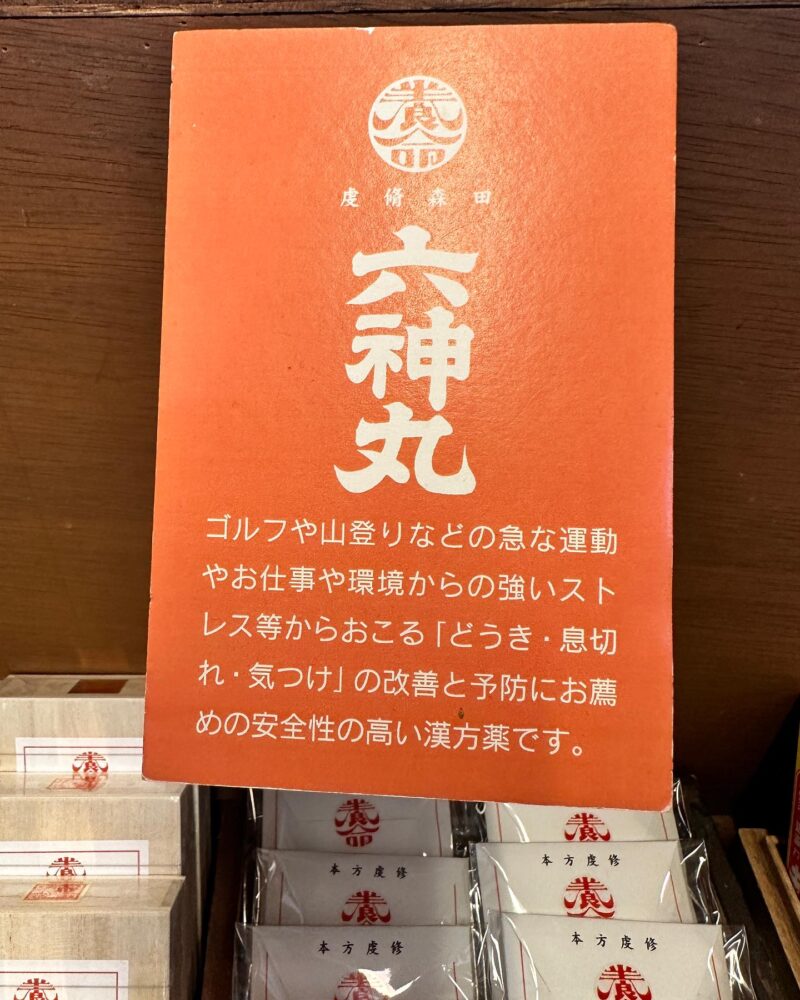 養命
虔脩森田
六神丸
ゴルフや山登りなどの急な運動
やお仕事や環境からの強いスト
レス等からおこる「どうき・息切
れ・気つけ」の改善と予防にお薦
めの安全性の高い漢方薬です。
養命
本方虔修
本方虔修
本方虔修
本方虔修